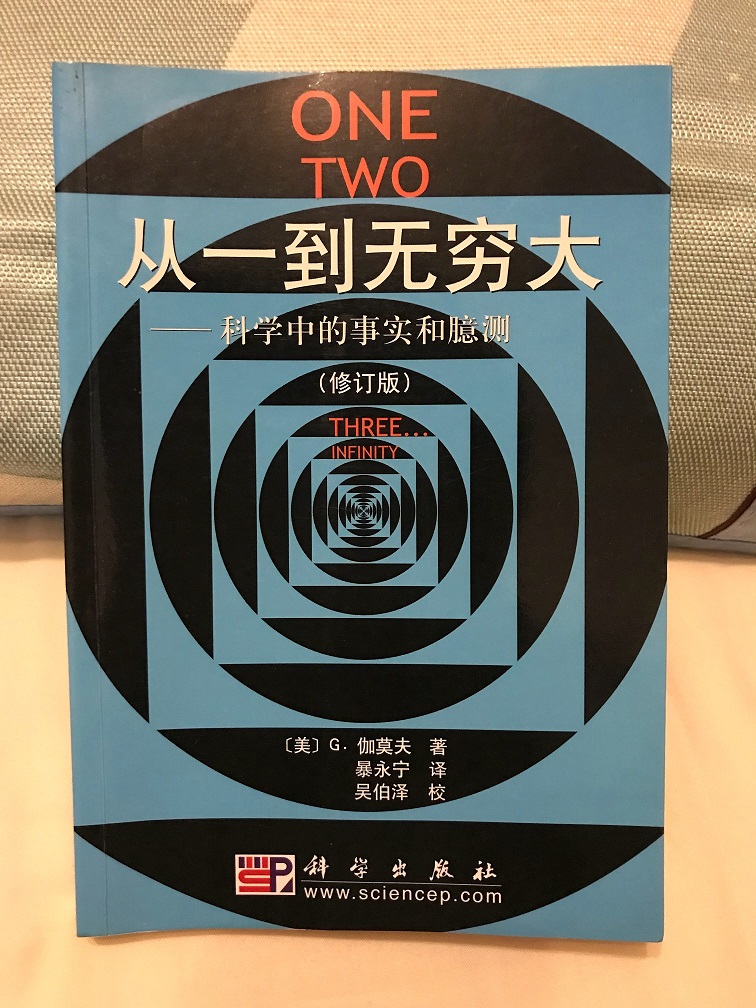 ONE
TWO
从一到无穷大
——科学中的事实和臆测
（修订版）
THREE...
INFINITY
〔美〕G. 伽莫夫 著
暴永宁 译
吴伯泽 校
科学出版社
www.sciencep.com